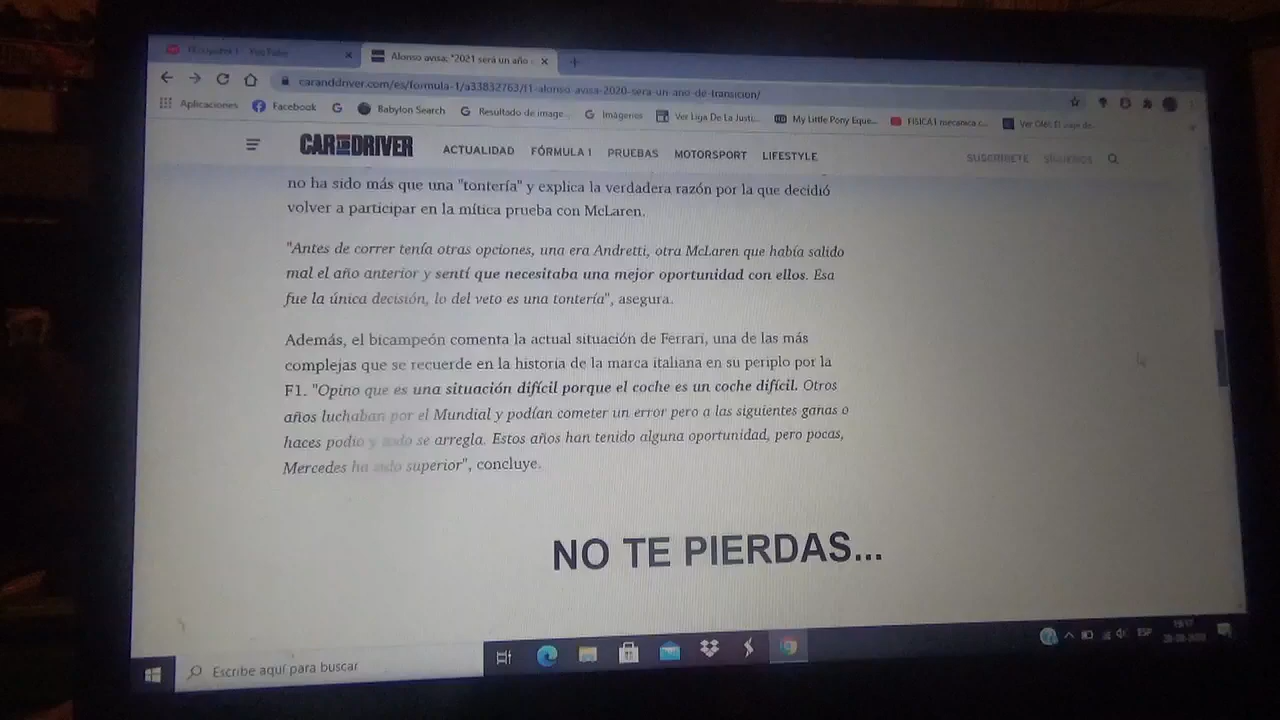 Alonso avisa: "2021 será un año
caranddriver.com/es/formula-1/a33832763/f1-alonso-avisa-2020-sera-un-ano-de-transicion/
Aplicaciones Facebook Babylon Search Resultado de image... Imágenes Ver Liga De La Justi... My Little Pony Eque... FISICA1 mecanica c...
CAR AND DRIVER ACTUALIDAD FÓRMULA 1 PRUEBAS MOTORSPORT LIFESTYLE SUSCRÍBETE SÍGUENOS
no ha sido más que una "tontería" y explica la verdadera razón por la que decidió
volver a participar en la mítica prueba con McLaren.
"Antes de correr tenía otras opciones, una era Andretti, otra McLaren que había salido
mal el año anterior y sentí que necesitaba una mejor oportunidad con ellos. Esa
fue la única decisión, lo del veto es una tontería", asegura.
Además, el bicampeón comenta la actual situación de Ferrari, una de las más
complejas que se recuerde en la historia de la marca italiana en su periplo por la
F1. "Opino que es una situación difícil porque el coche es un coche difícil. Otros
años luchaban por el Mundial y podían cometer un error pero a las siguientes ganas o
haces podio y todo se arregla. Estos años han tenido alguna oportunidad, pero pocas,
Mercedes ha sido superior", concluye.
NO TE PIERDAS...
Escribe aquí para buscar
ESP